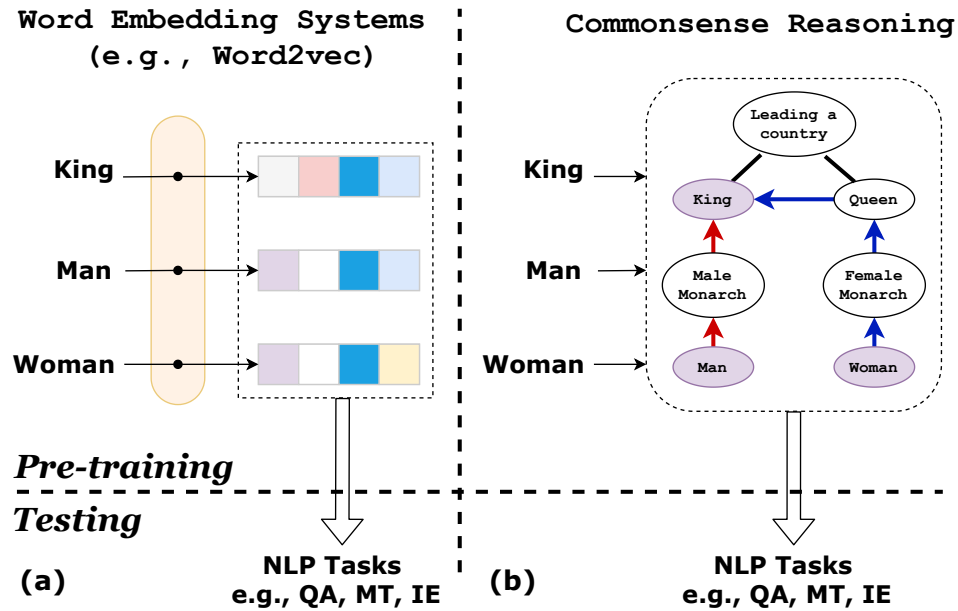 Word Embedding Systems
(e.g., Word2vec)
King
Man
Woman
Pre-training
Testing
(a)
NLP Tasks
e.g., QA, MT, IE
Commonsense Reasoning
King
Man
Woman
Leading a
country
King
Queen
Male
Monarch
Female
Monarch
Man
Woman
(b)
NLP Tasks
e.g., QA, MT, IE